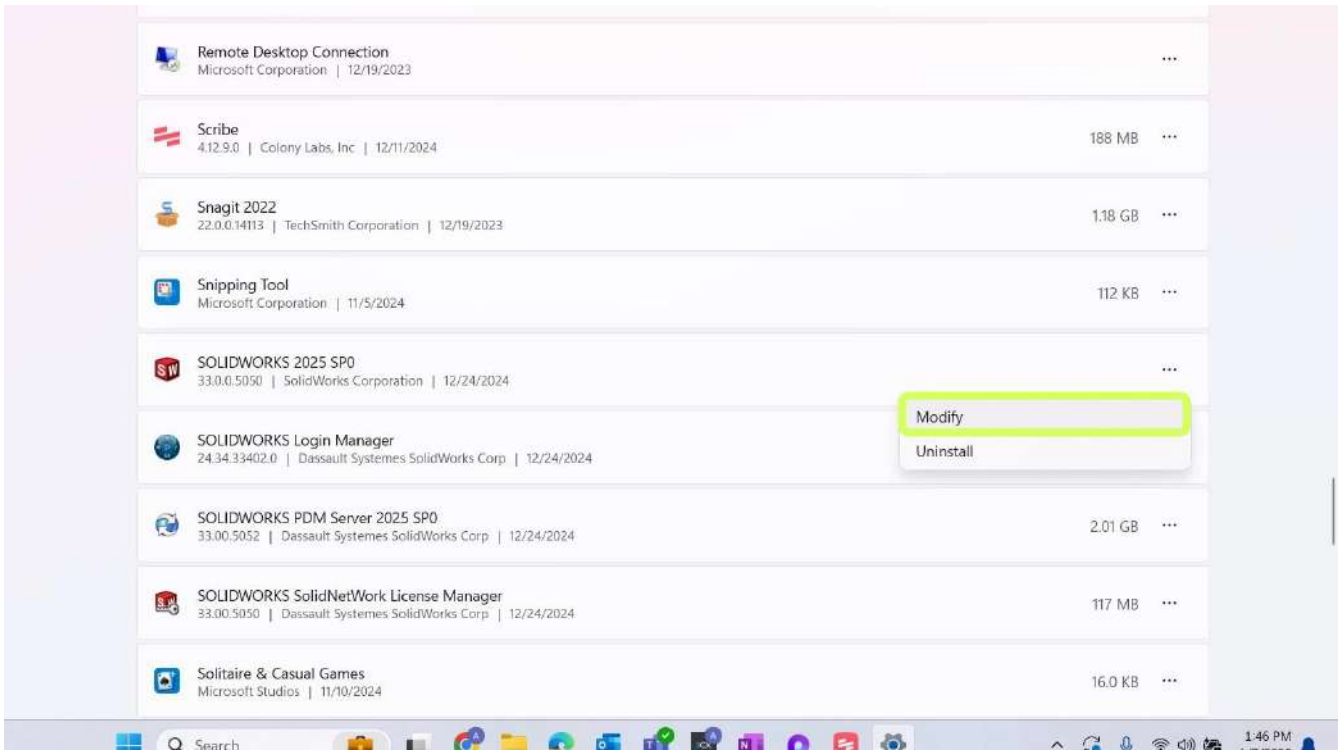 Remote Desktop Connection
Microsoft Corporation | 12/19/2023
...
Scribe
4.12.9.0 | Colony Labs, Inc | 12/11/2024
188 MB ...
Snagit 2022
22.0.0.14113 | TechSmith Corporation | 12/19/2023
1.18 GB ...
Snipping Tool
Microsoft Corporation | 11/5/2024
112 KB ...
SOLIDWORKS 2025 SP0
33.0.0.5050 | SolidWorks Corporation | 12/24/2024
...
Modify
Uninstall
SOLIDWORKS Login Manager
24.34.33402.0 | Dassault Systemes SolidWorks Corp | 12/24/2024
SOLIDWORKS PDM Server 2025 SP0
33.00.5052 | Dassault Systemes SolidWorks Corp | 12/24/2024
2.01 GB ...
SOLIDWORKS SolidNetWork License Manager
33.00.5050 | Dassault Systemes SolidWorks Corp | 12/24/2024
117 MB ...
Solitaire & Casual Games
Microsoft Studios | 11/10/2024
16.0 KB ...
Search
1:46 PM